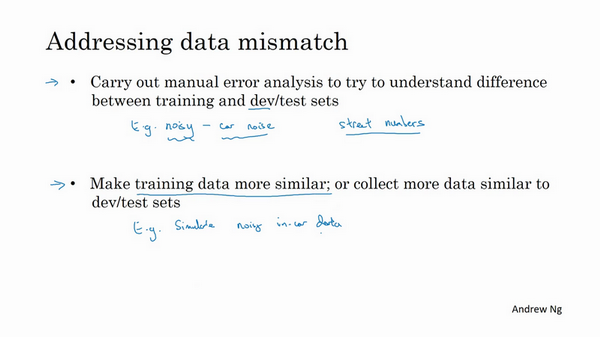 Addressing data mismatch
→ • Carry out manual error analysis to try to understand difference
between training and dev/test sets
E.g. noisy - car noise street numbers
→ • Make training data more similar; or collect more data similar to
dev/test sets
E.g. Simulate noisy in-car data
Andrew Ng